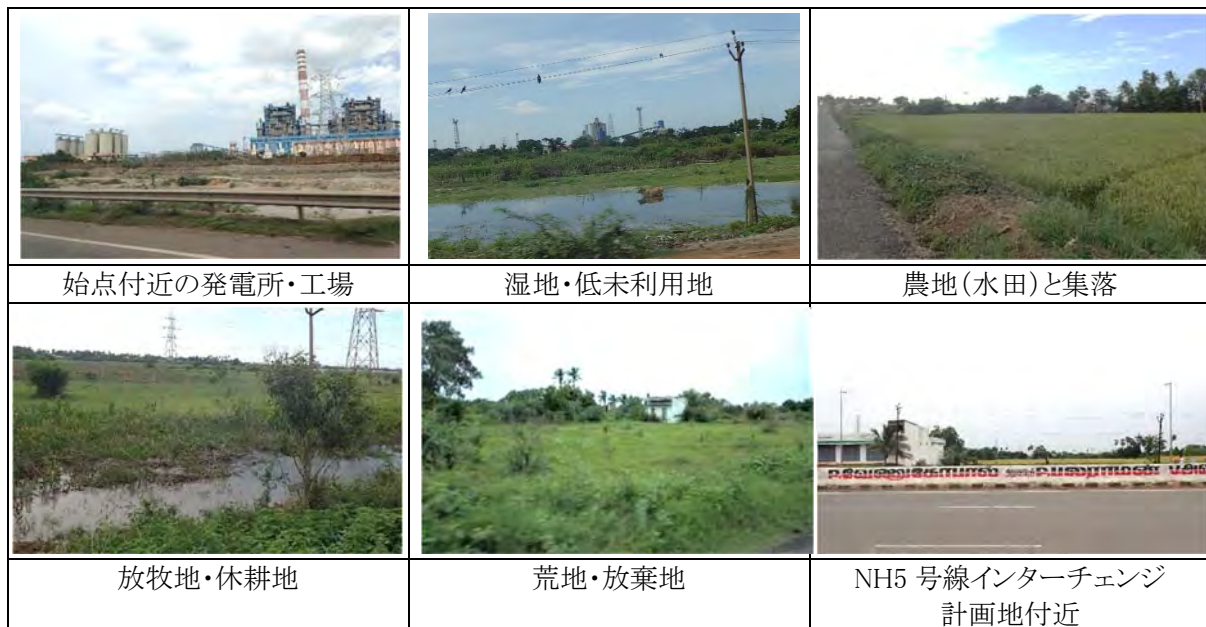 始点付近の発電所・工場
湿地・低未利用地
農地(水田)と集落
放牧地・休耕地
荒地・放棄地
NH5 号線インターチェンジ
計画地付近